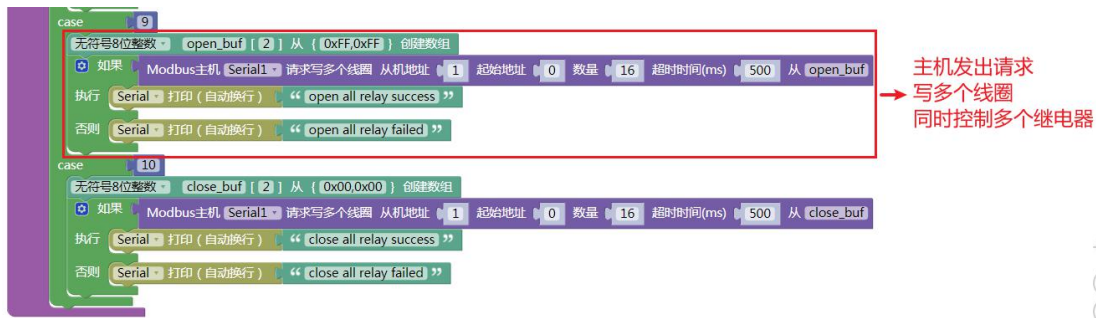 case 9
无符号8位整数 open_buf [ 2 ] 从 { 0xFF,0xFF } 创建数组
如果 Modbus主机 Serial1 请求写多个线圈 从机地址 1 起始地址 0 数量 16 超时时间(ms) 500 从 open_buf
执行 Serial 打印（自动换行） “ open all relay success ”
否则 Serial 打印（自动换行） “ open all relay failed ”
主机发出请求
写多个线圈
同时控制多个继电器
case 10
无符号8位整数 close_buf [ 2 ] 从 { 0x00,0x00 } 创建数组
如果 Modbus主机 Serial1 请求写多个线圈 从机地址 1 起始地址 0 数量 16 超时时间(ms) 500 从 close_buf
执行 Serial 打印（自动换行） “ close all relay success ”
否则 Serial 打印（自动换行） “ close all relay failed ”